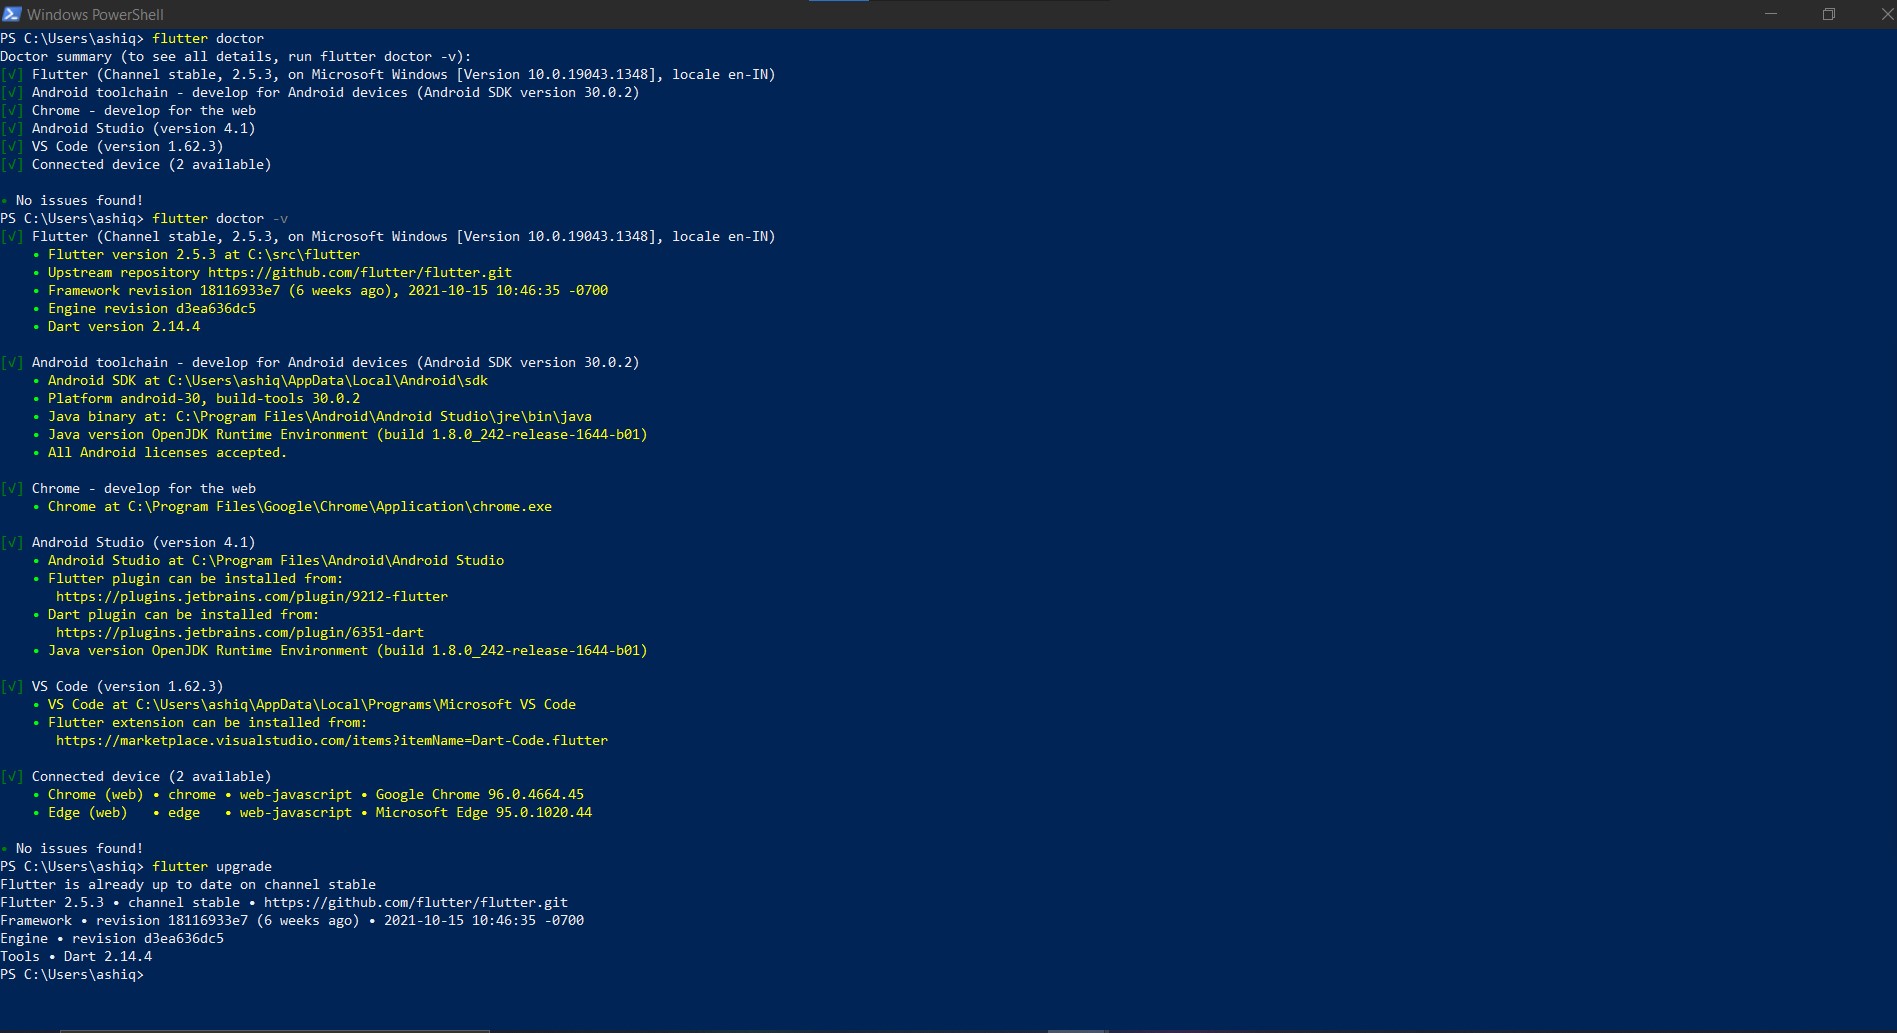 Windows PowerShell
PS C:\Users\ashiq> flutter doctor
Doctor summary (to see all details, run flutter doctor -v):
[√] Flutter (Channel stable, 2.5.3, on Microsoft Windows [Version 10.0.19043.1348], locale en-IN)
[√] Android toolchain - develop for Android devices (Android SDK version 30.0.2)
[√] Chrome - develop for the web
[√] Android Studio (version 4.1)
[√] VS Code (version 1.62.3)
[√] Connected device (2 available)
• No issues found!
PS C:\Users\ashiq> flutter doctor -v
[√] Flutter (Channel stable, 2.5.3, on Microsoft Windows [Version 10.0.19043.1348], locale en-IN)
• Flutter version 2.5.3 at C:\src\flutter
• Upstream repository https://github.com/flutter/flutter.git
• Framework revision 18116933e7 (6 weeks ago), 2021-10-15 10:46:35 -0700
• Engine revision d3ea636dc5
• Dart version 2.14.4
[√] Android toolchain - develop for Android devices (Android SDK version 30.0.2)
• Android SDK at C:\Users\ashiq\AppData\Local\Android\sdk
• Platform android-30, build-tools 30.0.2
• Java binary at: C:\Program Files\Android\Android Studio\jre\bin\java
• Java version OpenJDK Runtime Environment (build 1.8.0_242-release-1644-b01)
• All Android licenses accepted.
[√] Chrome - develop for the web
• Chrome at C:\Program Files\Google\Chrome\Application\chrome.exe
[√] Android Studio (version 4.1)
• Android Studio at C:\Program Files\Android\Android Studio
• Flutter plugin can be installed from:
https://plugins.jetbrains.com/plugin/9212-flutter
• Dart plugin can be installed from:
https://plugins.jetbrains.com/plugin/6351-dart
• Java version OpenJDK Runtime Environment (build 1.8.0_242-release-1644-b01)
[√] VS Code (version 1.62.3)
• VS Code at C:\Users\ashiq\AppData\Local\Programs\Microsoft VS Code
• Flutter extension can be installed from:
https://marketplace.visualstudio.com/items?itemName=Dart-Code.flutter
[√] Connected device (2 available)
• Chrome (web) • chrome • web-javascript • Google Chrome 96.0.4664.45
• Edge (web) • edge • web-javascript • Microsoft Edge 95.0.1020.44
• No issues found!
PS C:\Users\ashiq> flutter upgrade
Flutter is already up to date on channel stable
Flutter 2.5.3 • channel stable • https://github.com/flutter/flutter.git
Framework • revision 18116933e7 (6 weeks ago) • 2021-10-15 10:46:35 -0700
Engine • revision d3ea636dc5
Tools • Dart 2.14.4
PS C:\Users\ashiq>